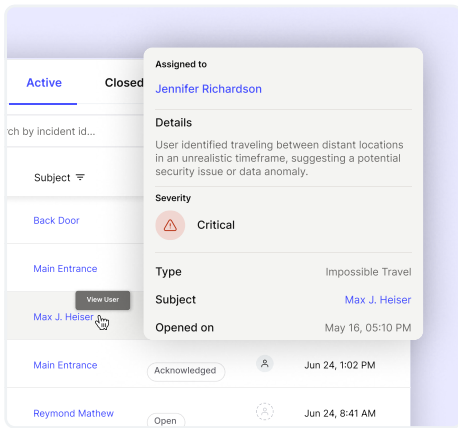 Active
Closed
rch by incident id...
Subject
Back Door
Main Entrance
View User
Max J. Heiser
Main Entrance
Acknowledged
Jun 24, 1:02 PM
Reymond Mathew
Open
Jun 24, 8:41 AM
Assigned to
Jennifer Richardson
Details
User identified traveling between distant locations
in an unrealistic timeframe, suggesting a potential
security issue or data anomaly.
Severity
Critical
Type
Impossible Travel
Subject
Max J. Heiser
Opened on
May 16, 05:10 PM